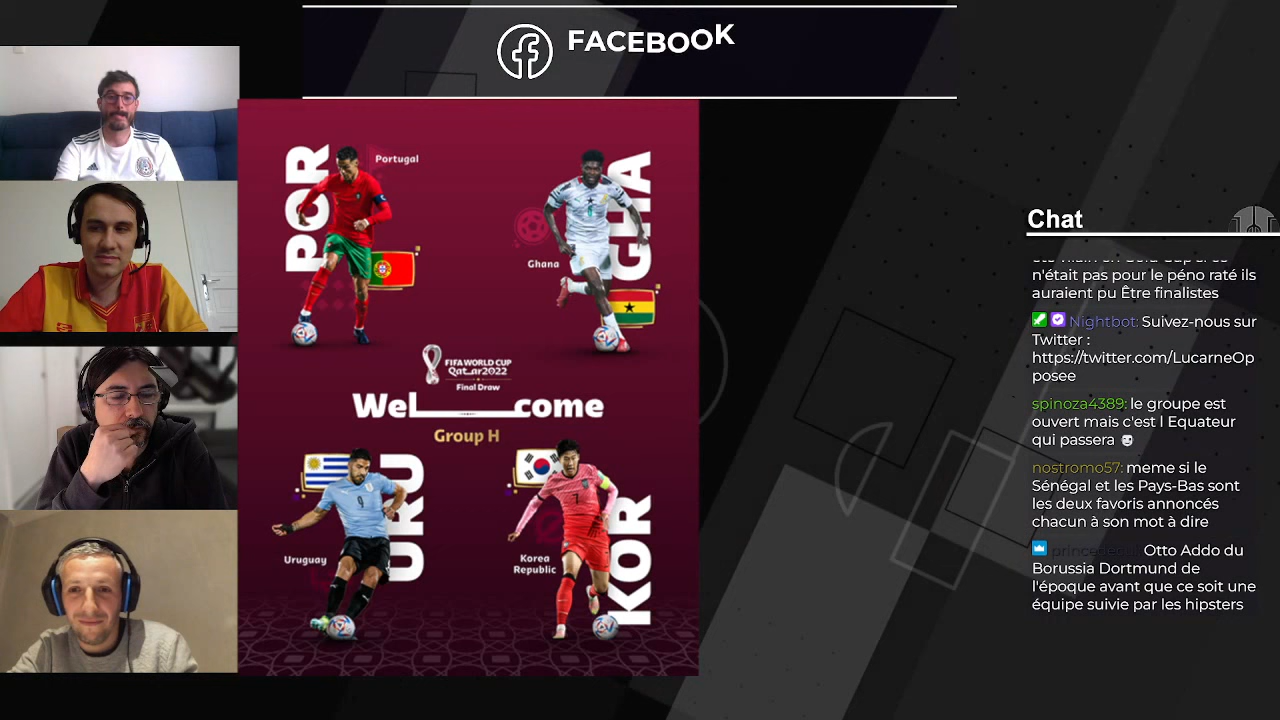 FACEBOOK
POR
Portugal
GHA
Ghana
FIFA WORLD CUP
Qatar2022
Final Draw
Wel come
Group H
URU
9
Uruguay
7
Korea
Republic
KOR
Chat
n'était pas pour le péno raté ils
auraient pu Être finalistes
Nightbot: Suivez-nous sur
Twitter :
https://twitter.com/LucarneOp
posee
spinoza4389: le groupe est
ouvert mais c'est l Equateur
qui passera
nostromo57: meme si le
Sénégal et les Pays-Bas sont
les deux favoris annoncés
chacun à son mot à dire
Otto Addo du
Borussia Dortmund de
l'époque avant que ce soit une
équipe suivie par les hipsters